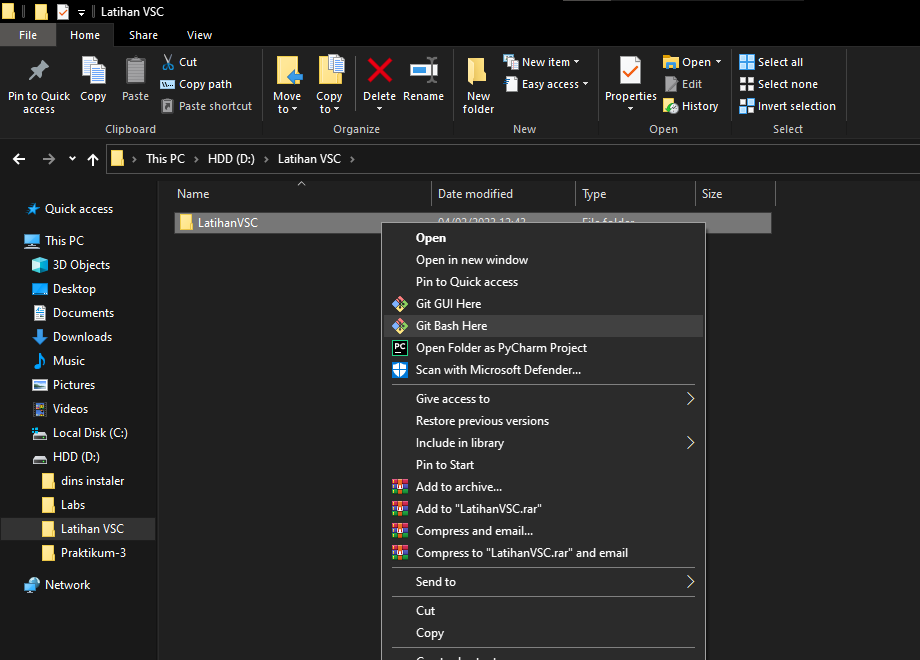 Latihan VSC
File Home Share View
Pin to Quick access
Copy
Paste
Cut
Copy path
Paste shortcut
Clipboard
Move to
Copy to
Delete
Rename
Organize
New folder
New item
Easy access
New
Properties
Open
Edit
History
Open
Select all
Select none
Invert selection
Select
This PC HDD (D:) Latihan VSC
Name Date modified Type Size
LatihanVSC File folder
Quick access
This PC
3D Objects
Desktop
Documents
Downloads
Music
Pictures
Videos
Local Disk (C:)
HDD (D:)
dins instaler
Labs
Latihan VSC
Praktikum-3
Network
Open
Open in new window
Pin to Quick access
Git GUI Here
Git Bash Here
PC Open Folder as PyCharm Project
Scan with Microsoft Defender...
Give access to
Restore previous versions
Include in library
Pin to Start
Add to archive...
Add to "LatihanVSC.rar"
Compress and email...
Compress to "LatihanVSC.rar" and email
Send to
Cut
Copy